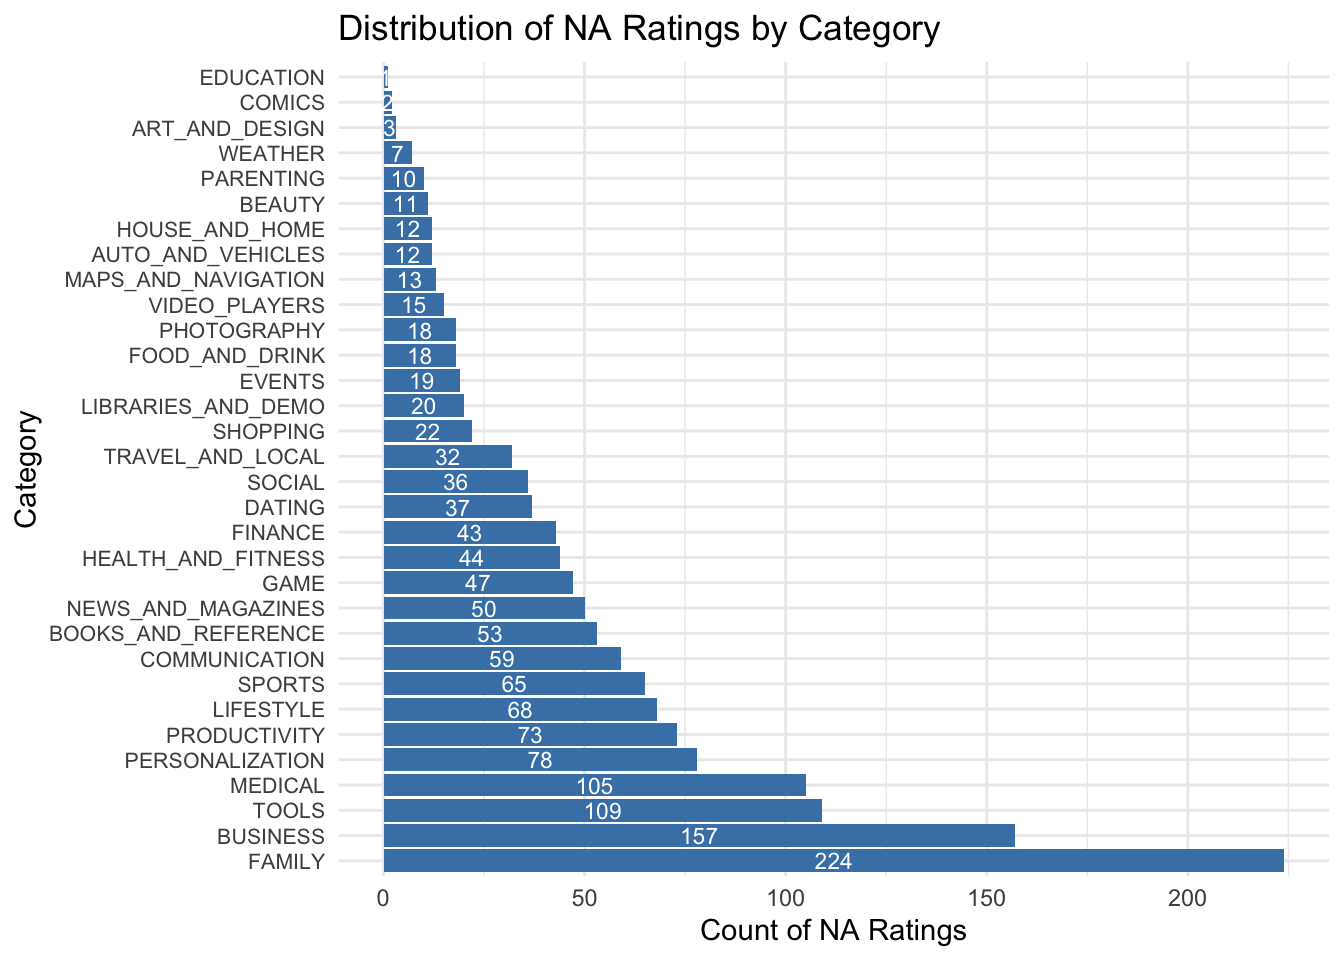 Distribution of NA Ratings by Category
EDUCATION 1
COMICS 2
ART_AND_DESIGN 3
WEATHER 7
PARENTING 10
BEAUTY 11
HOUSE_AND_HOME 12
AUTO_AND_VEHICLES 12
MAPS_AND_NAVIGATION 13
VIDEO_PLAYERS 15
PHOTOGRAPHY 18
FOOD_AND_DRINK 18
EVENTS 19
LIBRARIES_AND_DEMO 20
SHOPPING 22
TRAVEL_AND_LOCAL 32
SOCIAL 36
DATING 37
FINANCE 43
HEALTH_AND_FITNESS 44
GAME 47
NEWS_AND_MAGAZINES 50
BOOKS_AND_REFERENCE 53
COMMUNICATION 59
SPORTS 65
LIFESTYLE 68
PRODUCTIVITY 73
PERSONALIZATION 78
MEDICAL 105
TOOLS 109
BUSINESS 157
FAMILY 224
Category
0 50 100 150 200
Count of NA Ratings